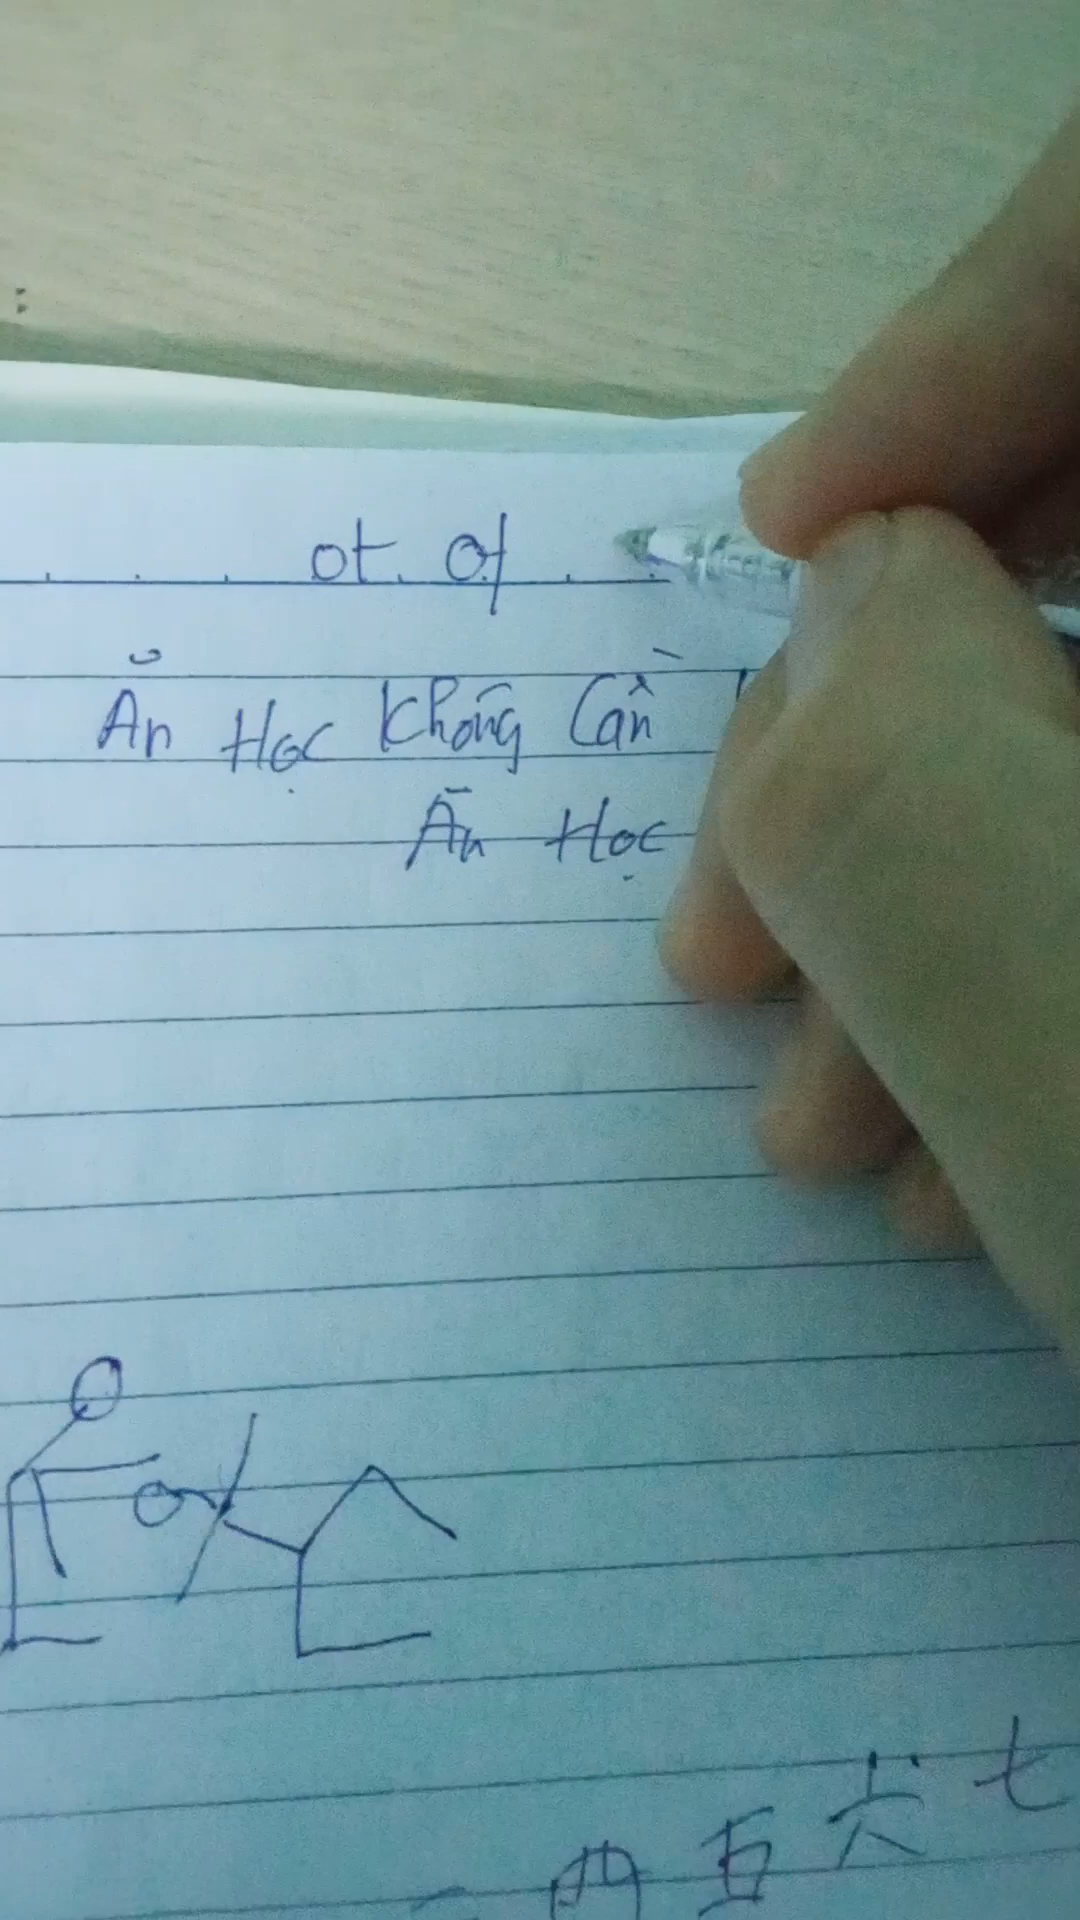 ot. of
Ăn Học Không Cần
Ăn Học
四 五 六 七